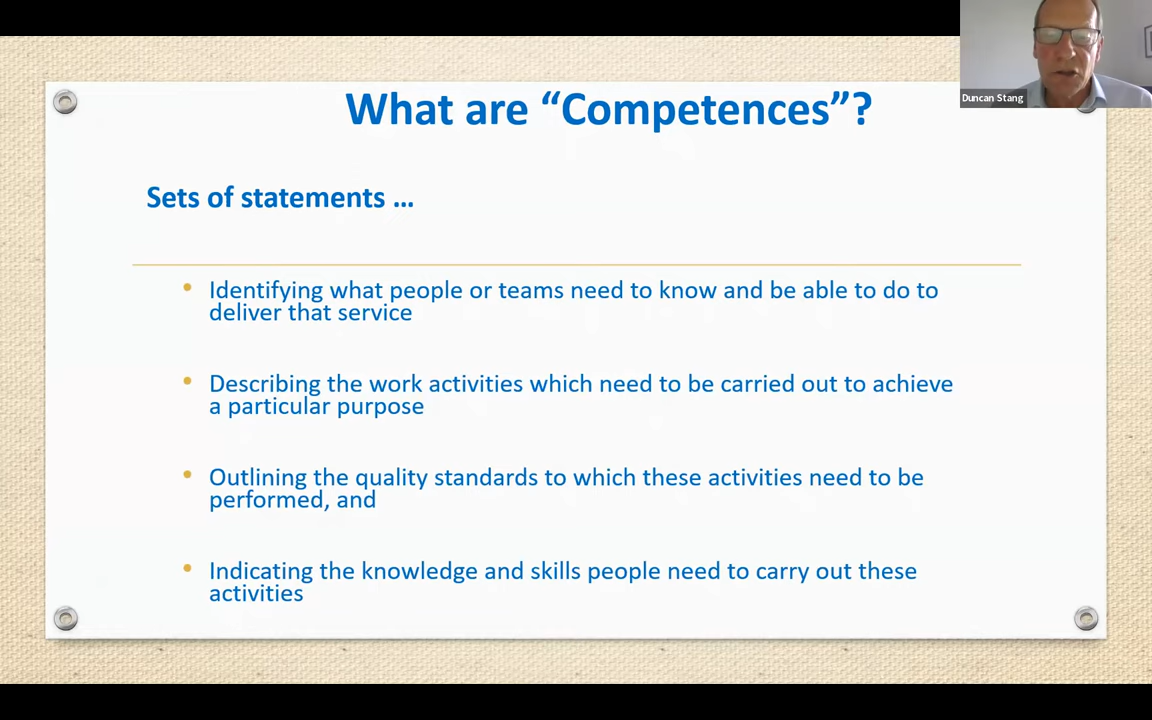 Duncan Stang
What are “Competences”?
Sets of statements ...
• Identifying what people or teams need to know and be able to do to
deliver that service
• Describing the work activities which need to be carried out to achieve
a particular purpose
• Outlining the quality standards to which these activities need to be
performed, and
• Indicating the knowledge and skills people need to carry out these
activities